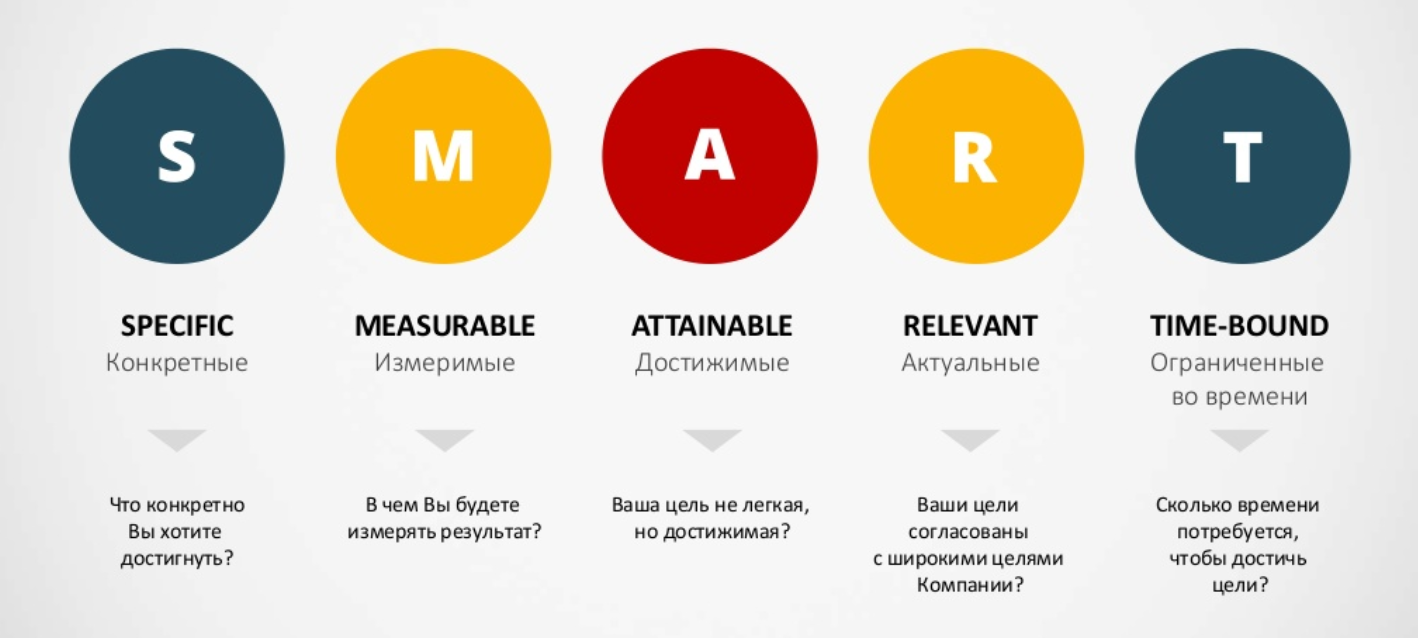 S
M
A
R
T
SPECIFIC
Конкретные
Что конкретно
Вы хотите
достигнуть?
MEASURABLE
Измеримые
В чем Вы будете
измерять результат?
ATTAINABLE
Достижимые
Ваша цель не легкая,
но достижимая?
RELEVANT
Актуальные
Ваши цели
согласованы
с широкими целями
Компании?
TIME-BOUND
Ограниченные
во времени
Сколько времени
потребуется,
чтобы достичь
цели?